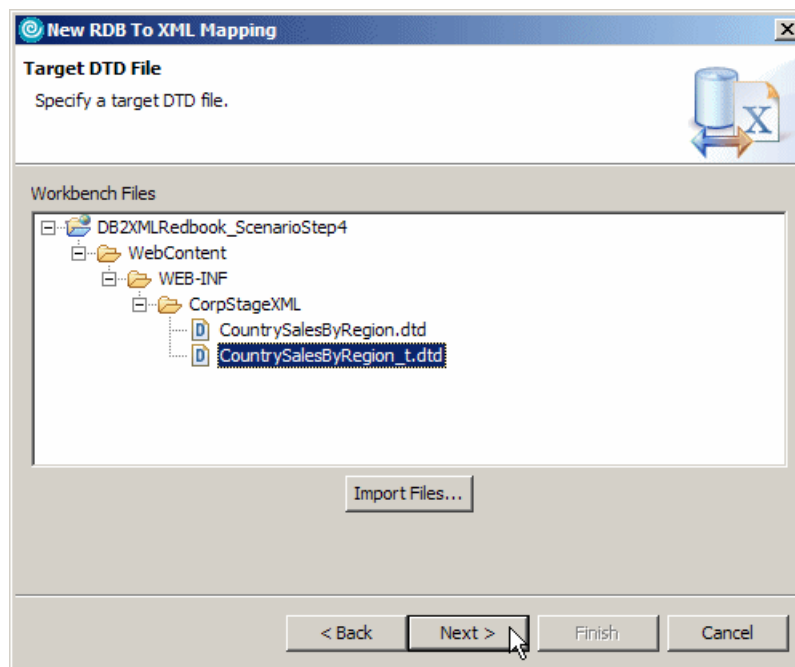 New RDB To XML Mapping
Target DTD File
Specify a target DTD file.
X
Workbench Files
DB2XMLRedbook_ScenarioStep4
WebContent
WEB-INF
CorpStageXML
D CountrySalesByRegion.dtd
D CountrySalesByRegion_t.dtd
Import Files...
< Back Next > Finish Cancel